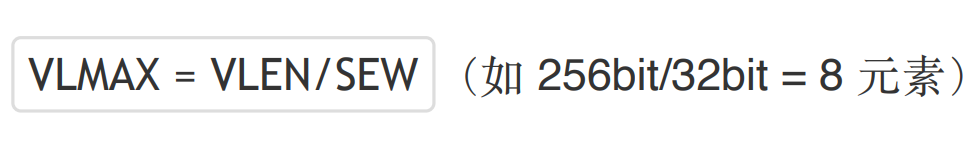 VLMAX = VLEN/SEW（如 256bit/32bit = 8 元素）